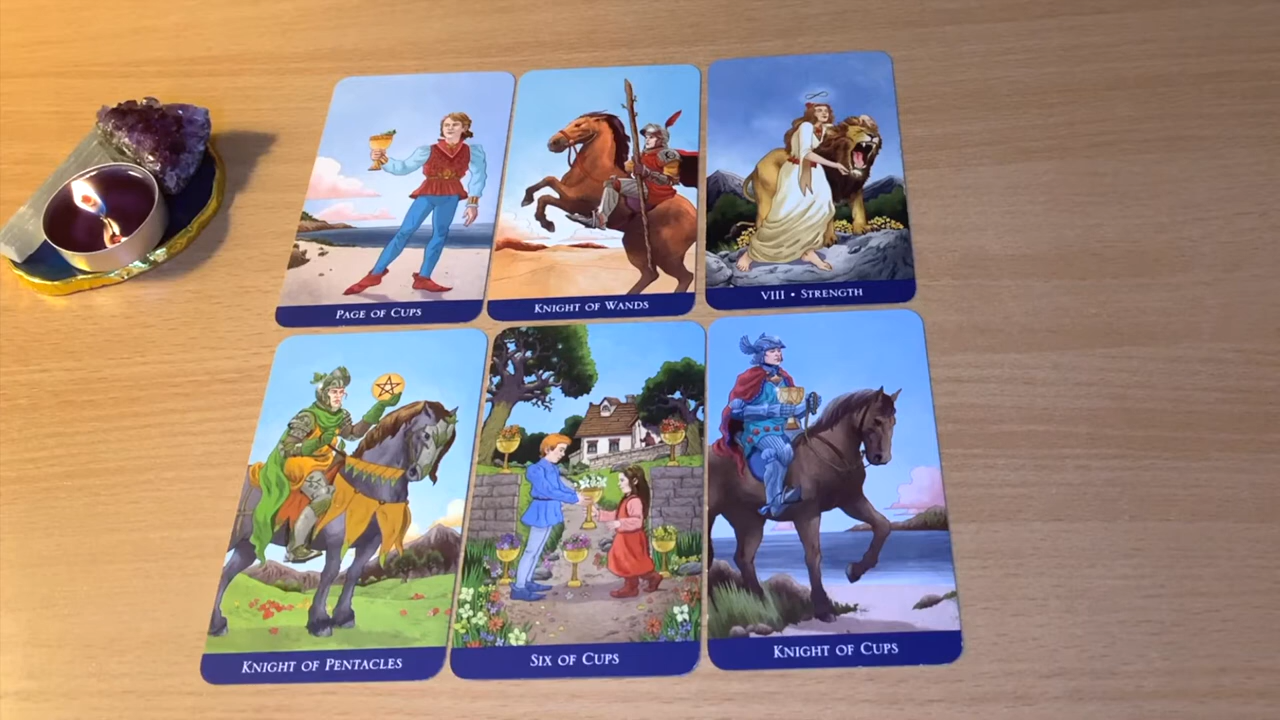 PAGE OF CUPS
KNIGHT OF WANDS
VIII • STRENGTH
KNIGHT OF PENTACLES
SIX OF CUPS
KNIGHT OF CUPS